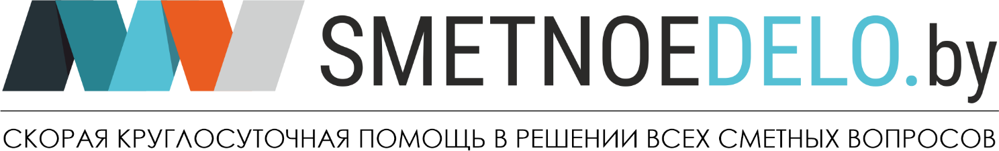 SMETNOEDELO.by
СКОРАЯ КРУГЛОСУТОЧНАЯ ПОМОЩЬ В РЕШЕНИИ ВСЕХ СМЕТНЫХ ВОПРОСОВ